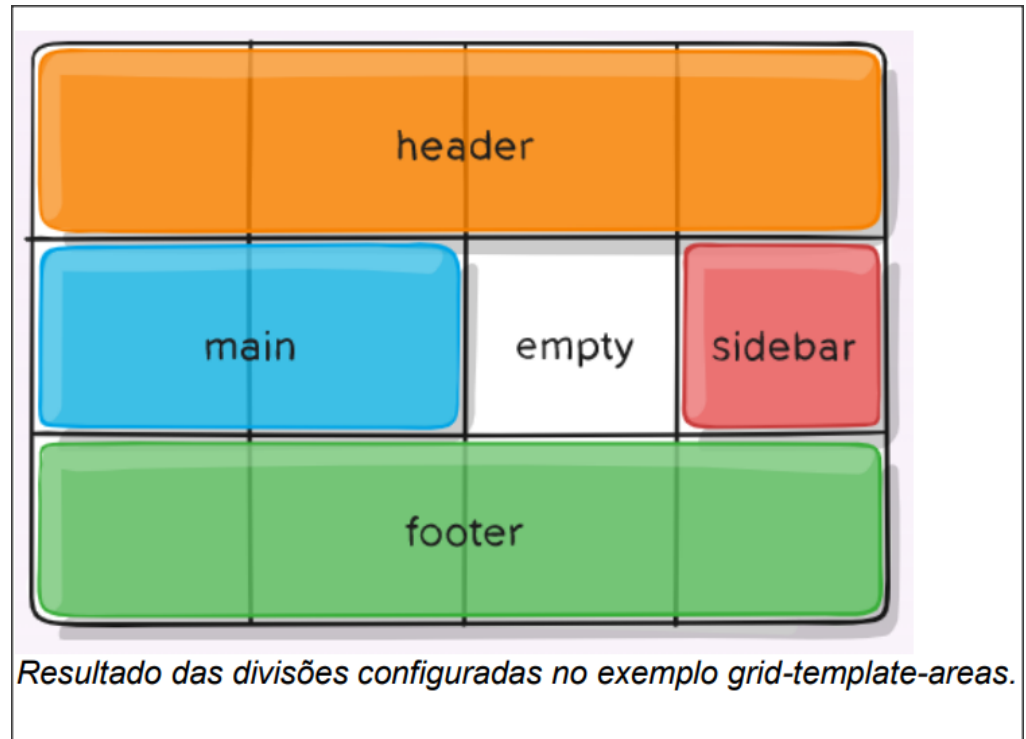 header
main empty sidebar
footer
Resultado das divisões configuradas no exemplo grid-template-areas.